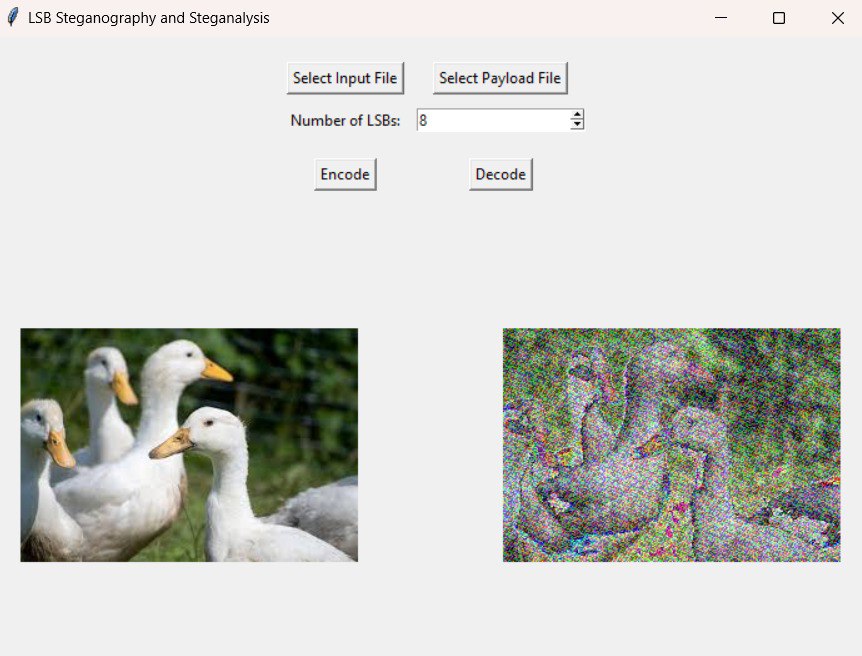 LSB Steganography and Steganalysis
Select Input File Select Payload File
Number of LSBs: 8
Encode Decode